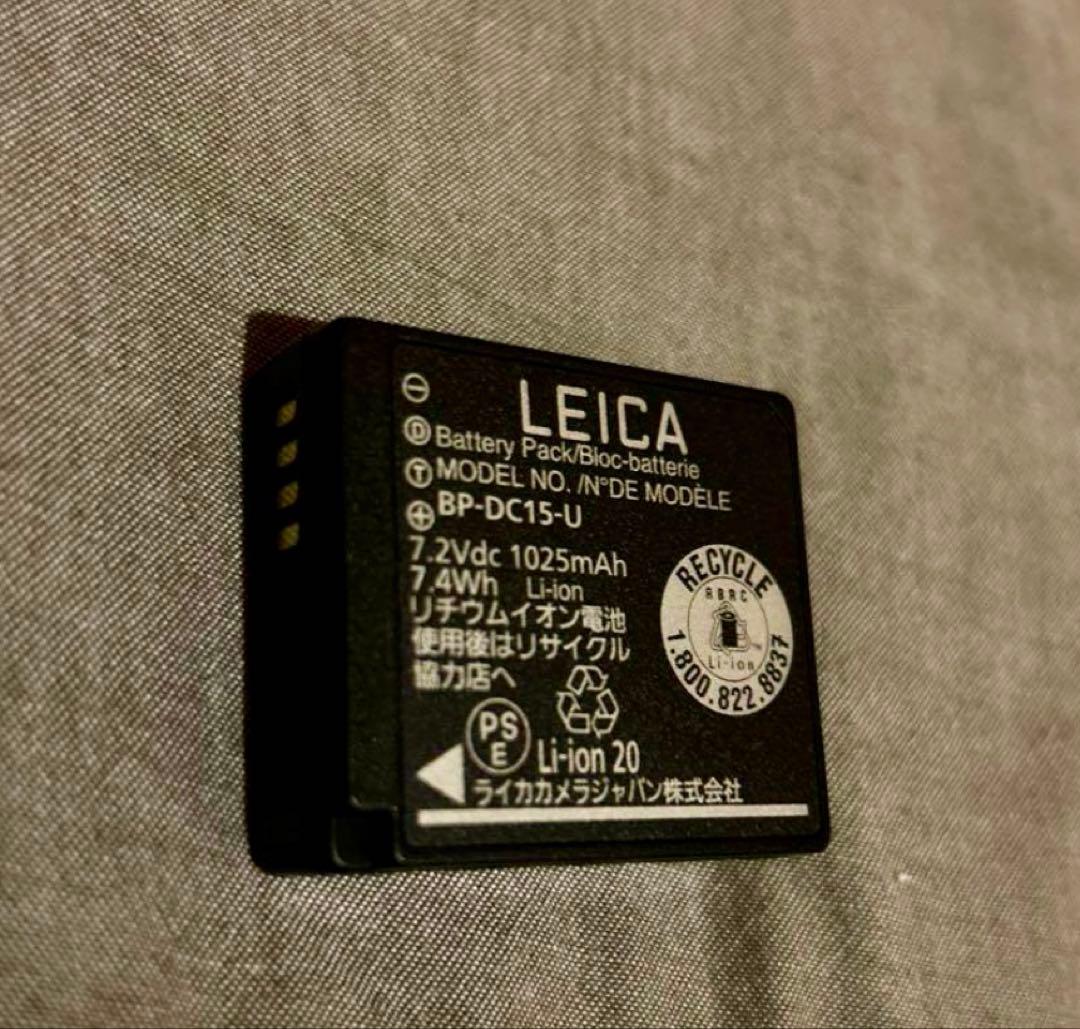 LEICA
⊖
Ⓓ Battery Pack/Bloc-batterie
Ⓣ MODEL NO. /N°DE MODÈLE
⊕ BP-DC15-U
7.2Vdc 1025mAh
7.4Wh Li-ion
リチウムイオン電池
使用後はリサイクル
協力店へ
RECYCLE
RBRC
Li-ion
TM
1.800.822.8837
PS
E
Li-ion 20
ライカカメラジャパン株式会社